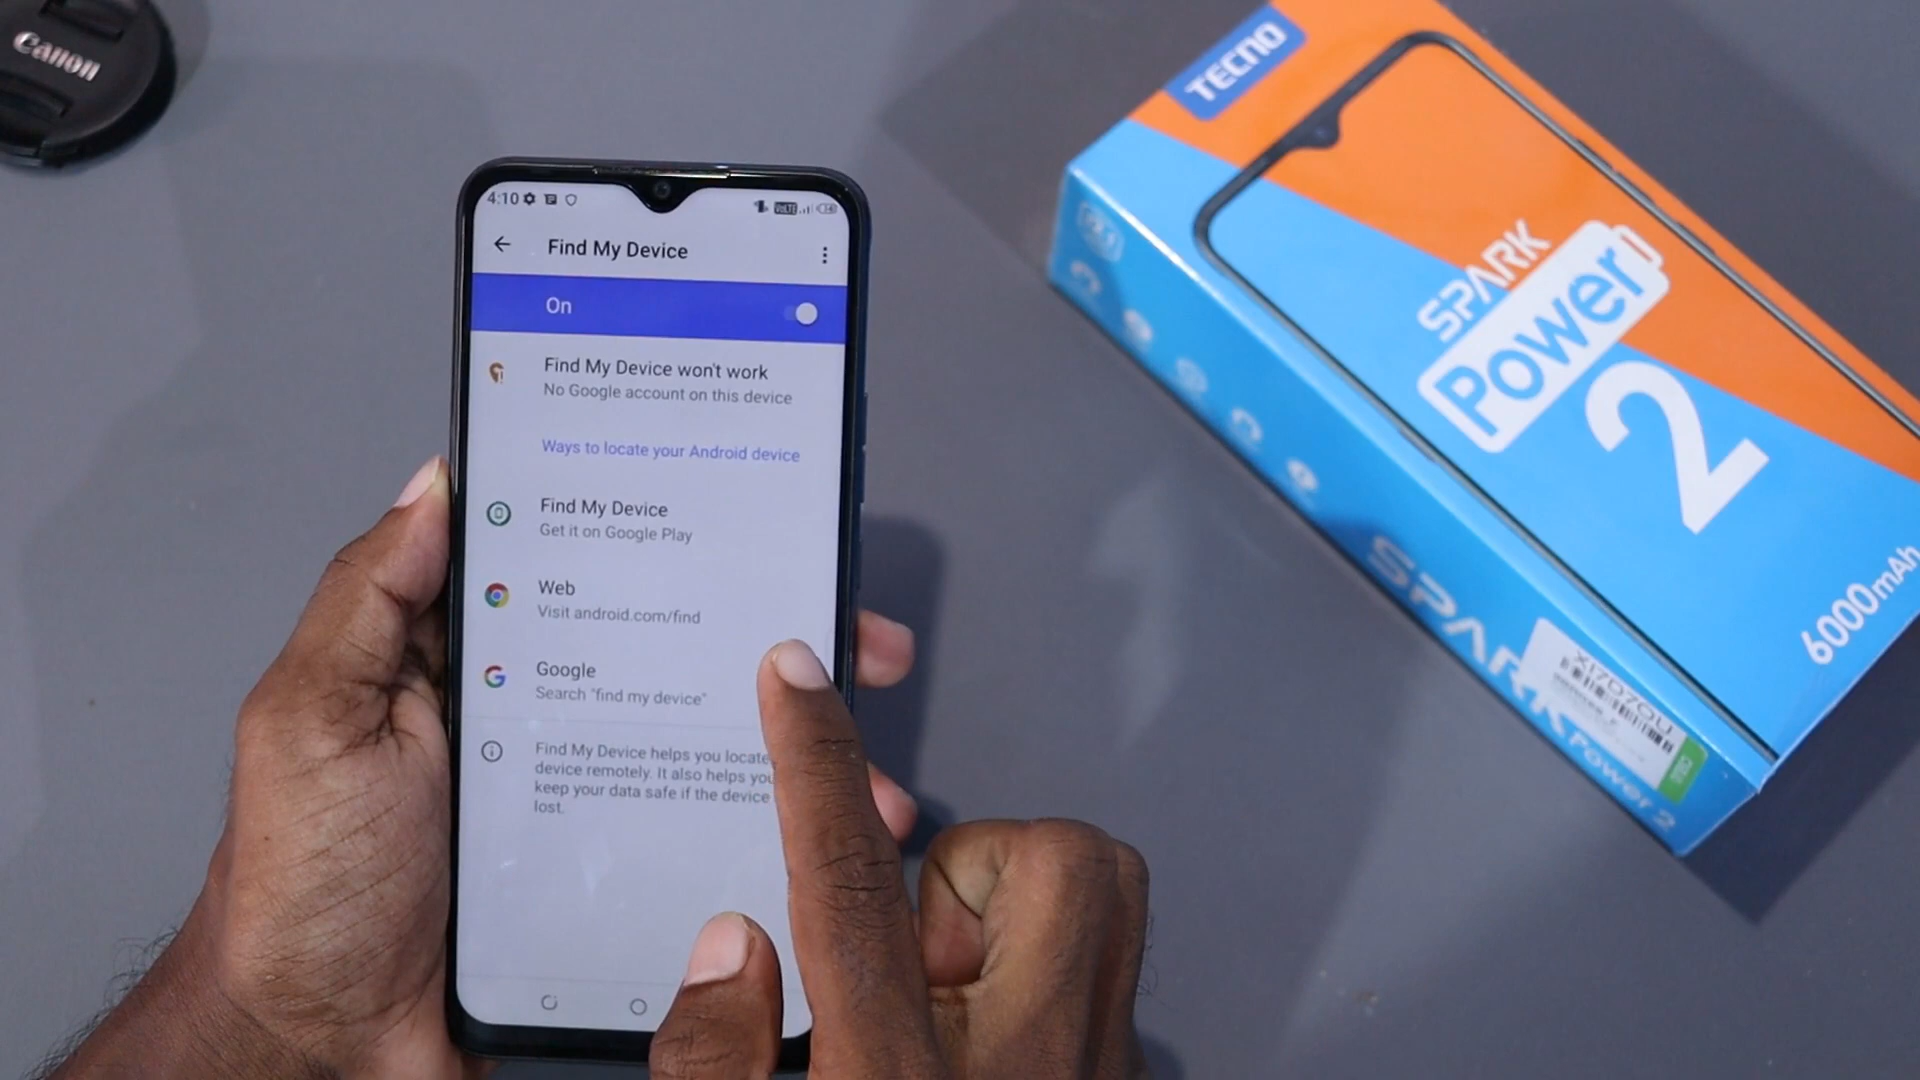 Canon
4:10
VoLTE
Find My Device
On
Find My Device won't work
No Google account on this device
Ways to locate your Android device
Find My Device
Get it on Google Play
Web
Visit android.com/find
Google
Search "find my device"
Find My Device helps you locate
device remotely. It also helps you
keep your data safe if the device
lost.
TECNO
SPARK
Power
2
6000mAh
SPARK
Power 2